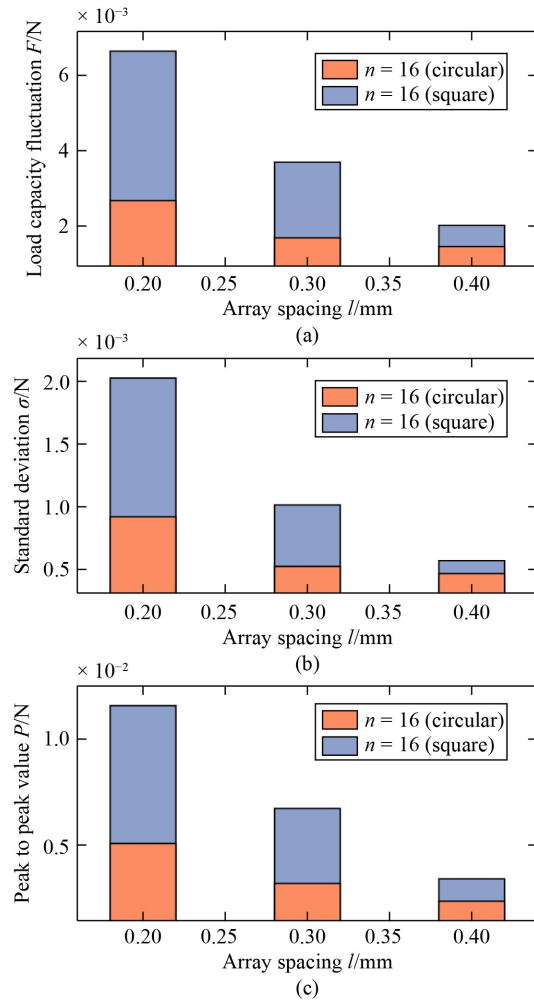 × 10⁻³
Load capacity fluctuation F/N
6
4
2
n = 16 (circular)
n = 16 (square)
0.20 0.25 0.30 0.35 0.40
Array spacing l/mm
(a)
× 10⁻³
Standard deviation σ/N
2.0
1.5
1.0
0.5
n = 16 (circular)
n = 16 (square)
0.20 0.25 0.30 0.35 0.40
Array spacing l/mm
(b)
× 10⁻²
Peak to peak value P/N
1.0
0.5
n = 16 (circular)
n = 16 (square)
0.20 0.25 0.30 0.35 0.40
Array spacing l/mm
(c)